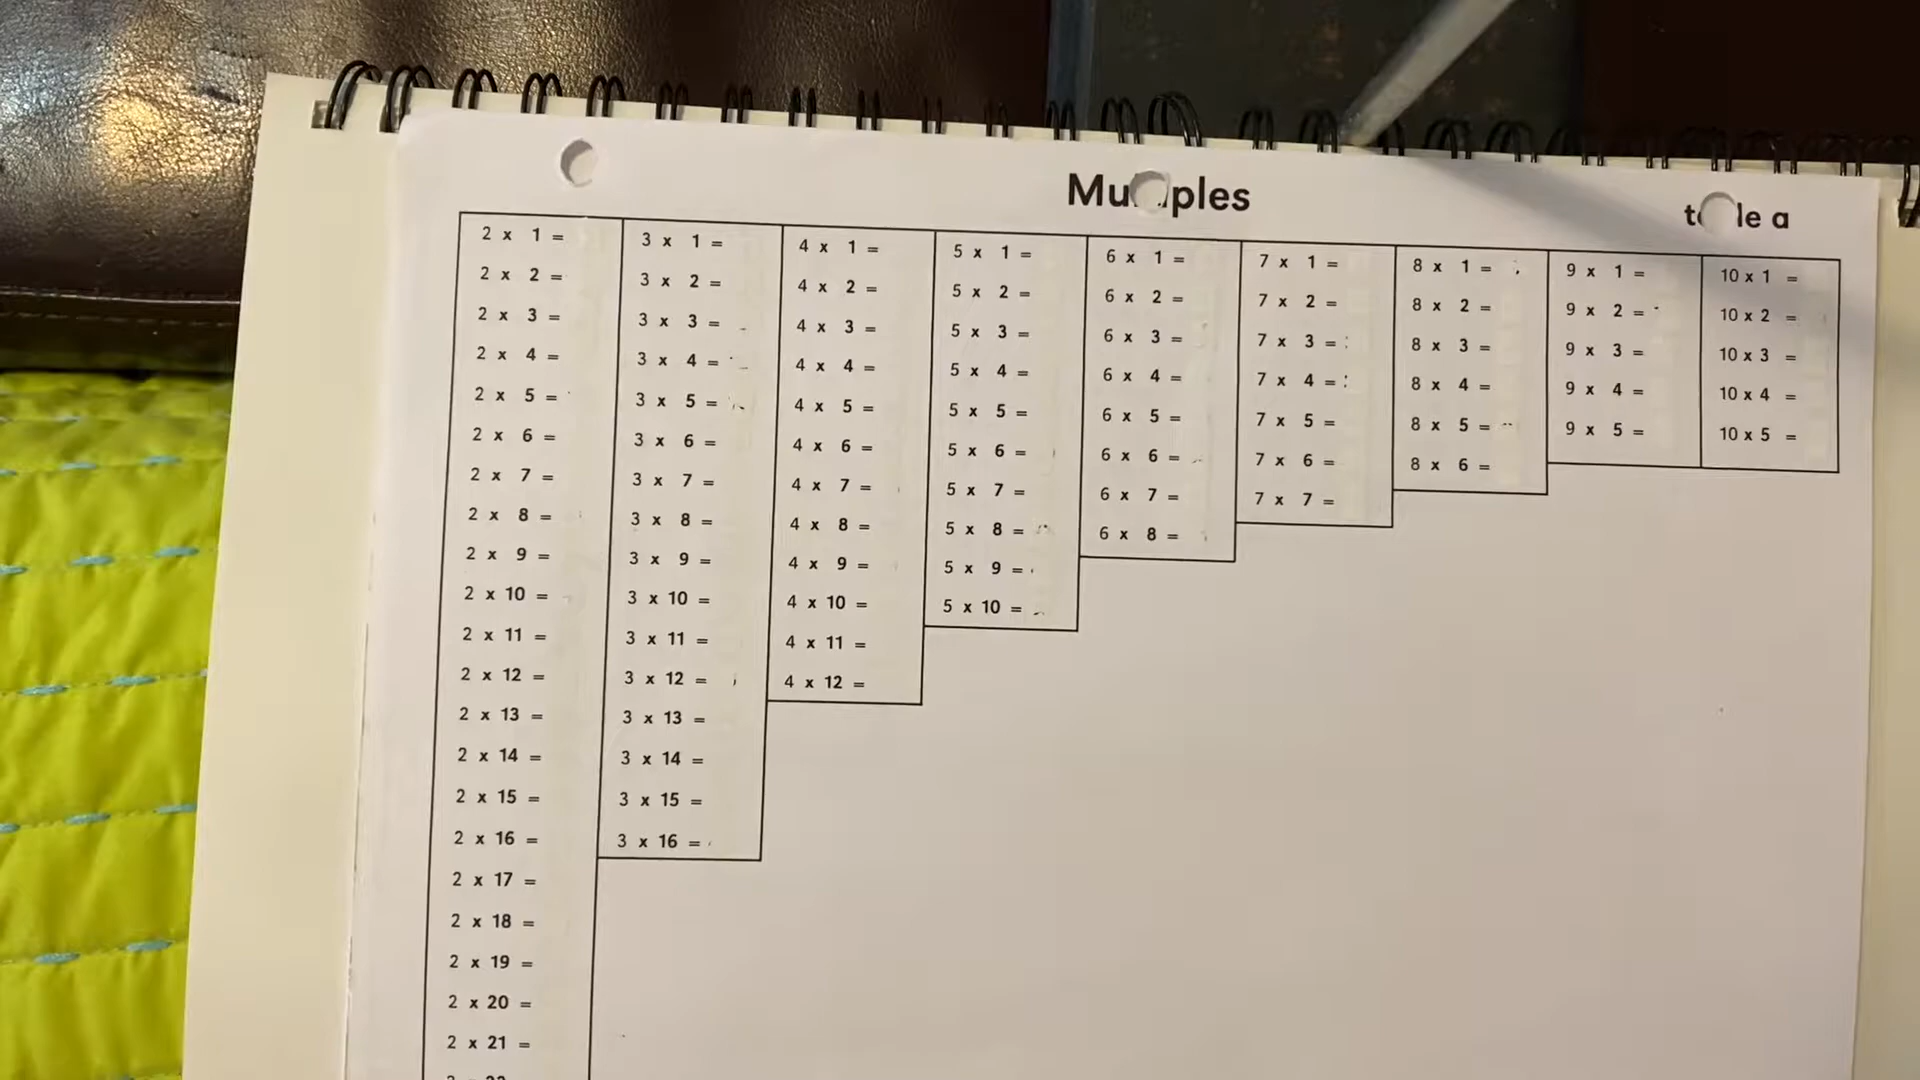 Mu ples
t le a
2 x 1 =
2 x 2 =
2 x 3 =
2 x 4 =
2 x 5 =
2 x 6 =
2 x 7 =
2 x 8 =
2 x 9 =
2 x 10 =
2 x 11 =
2 x 12 =
2 x 13 =
2 x 14 =
2 x 15 =
2 x 16 =
2 x 17 =
2 x 18 =
2 x 19 =
2 x 20 =
2 x 21 =
3 x 1 =
3 x 2 =
3 x 3 =
3 x 4 =
3 x 5 =
3 x 6 =
3 x 7 =
3 x 8 =
3 x 9 =
3 x 10 =
3 x 11 =
3 x 12 =
3 x 13 =
3 x 14 =
3 x 15 =
3 x 16 =
4 x 1 =
4 x 2 =
4 x 3 =
4 x 4 =
4 x 5 =
4 x 6 =
4 x 7 =
4 x 8 =
4 x 9 =
4 x 10 =
4 x 11 =
4 x 12 =
5 x 1 =
5 x 2 =
5 x 3 =
5 x 4 =
5 x 5 =
5 x 6 =
5 x 7 =
5 x 8 =
5 x 9 =
5 x 10 =
6 x 1 =
6 x 2 =
6 x 3 =
6 x 4 =
6 x 5 =
6 x 6 =
6 x 7 =
6 x 8 =
7 x 1 =
7 x 2 =
7 x 3 =
7 x 4 =
7 x 5 =
7 x 6 =
7 x 7 =
8 x 1 =
8 x 2 =
8 x 3 =
8 x 4 =
8 x 5 =
8 x 6 =
9 x 1 =
9 x 2 =
9 x 3 =
9 x 4 =
9 x 5 =
10 x 1 =
10 x 2 =
10 x 3 =
10 x 4 =
10 x 5 =